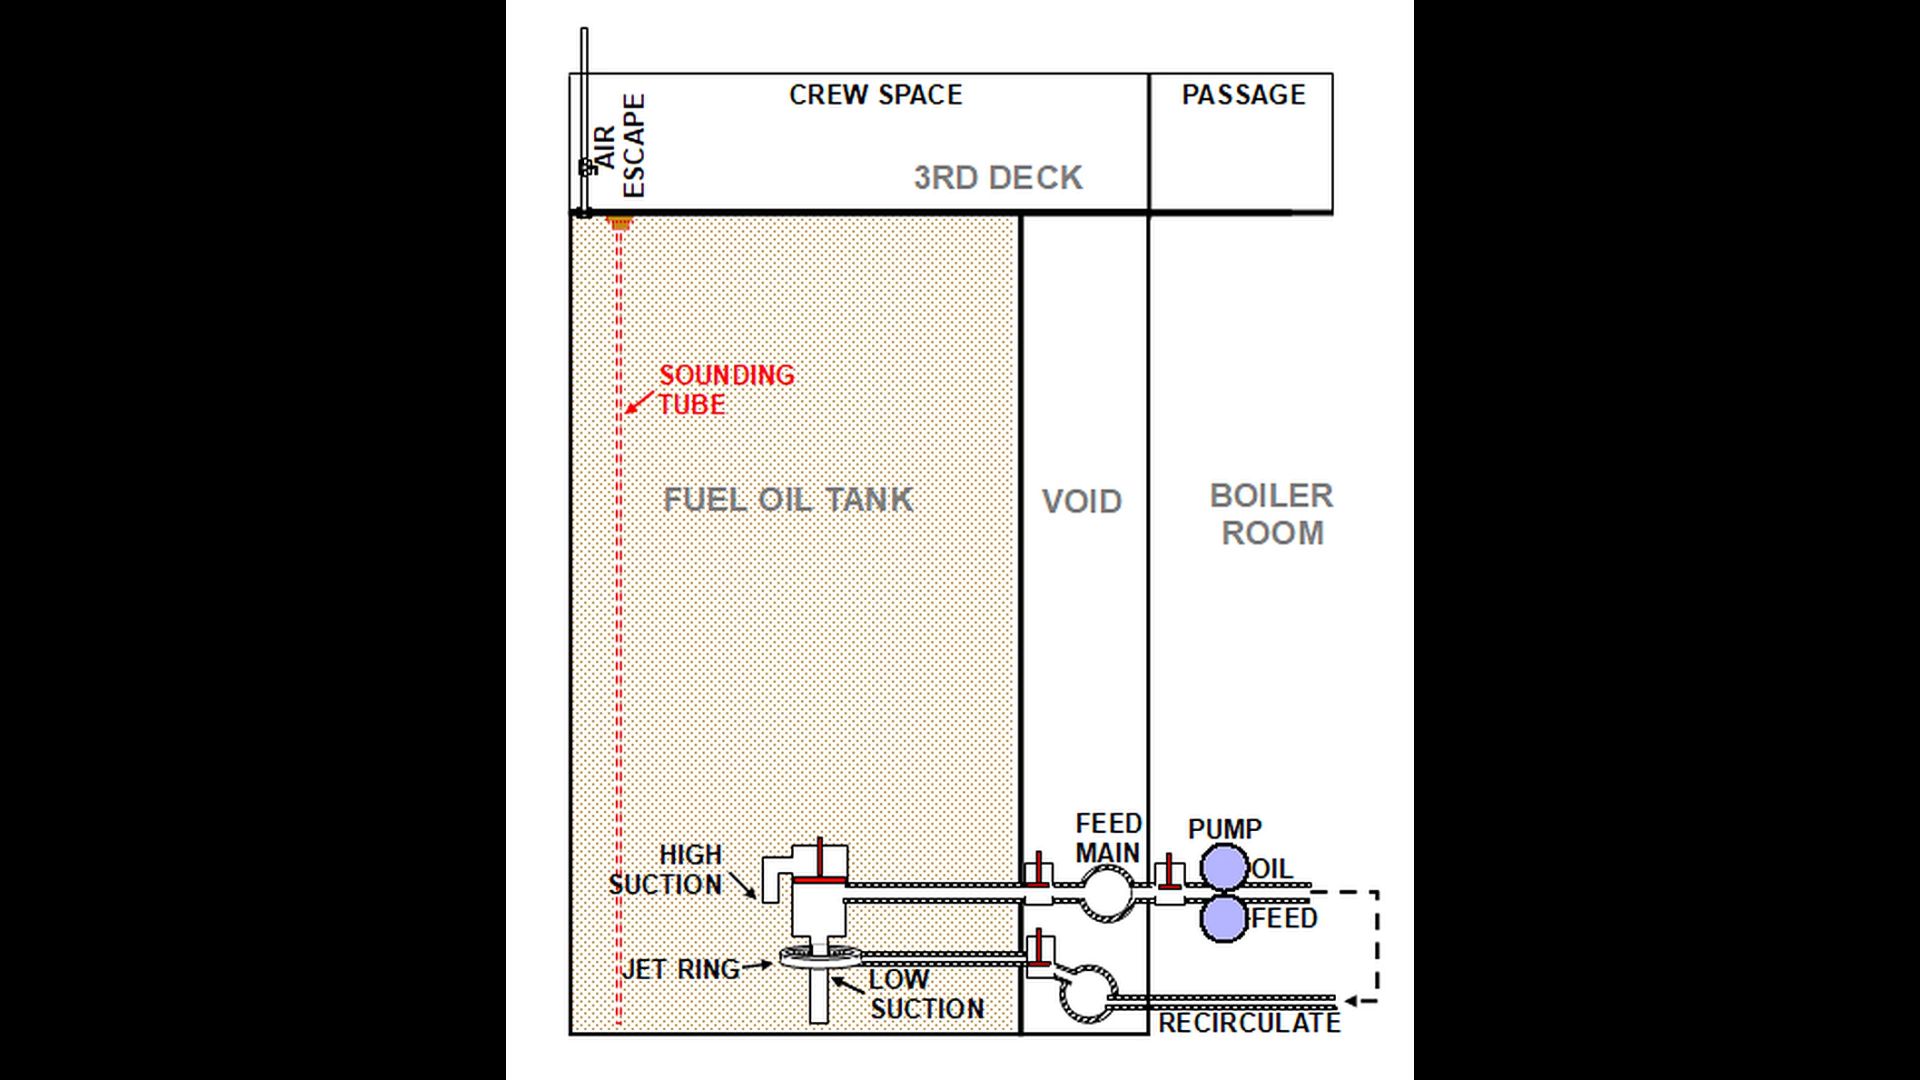 CREW SPACE
PASSAGE
AIR
ESCAPE
3RD DECK
SOUNDING
TUBE
FUEL OIL TANK
VOID
BOILER
ROOM
FEED
MAIN
PUMP
HIGH
SUCTION
OIL
FEED
JET RING
LOW
SUCTION
RECIRCULATE